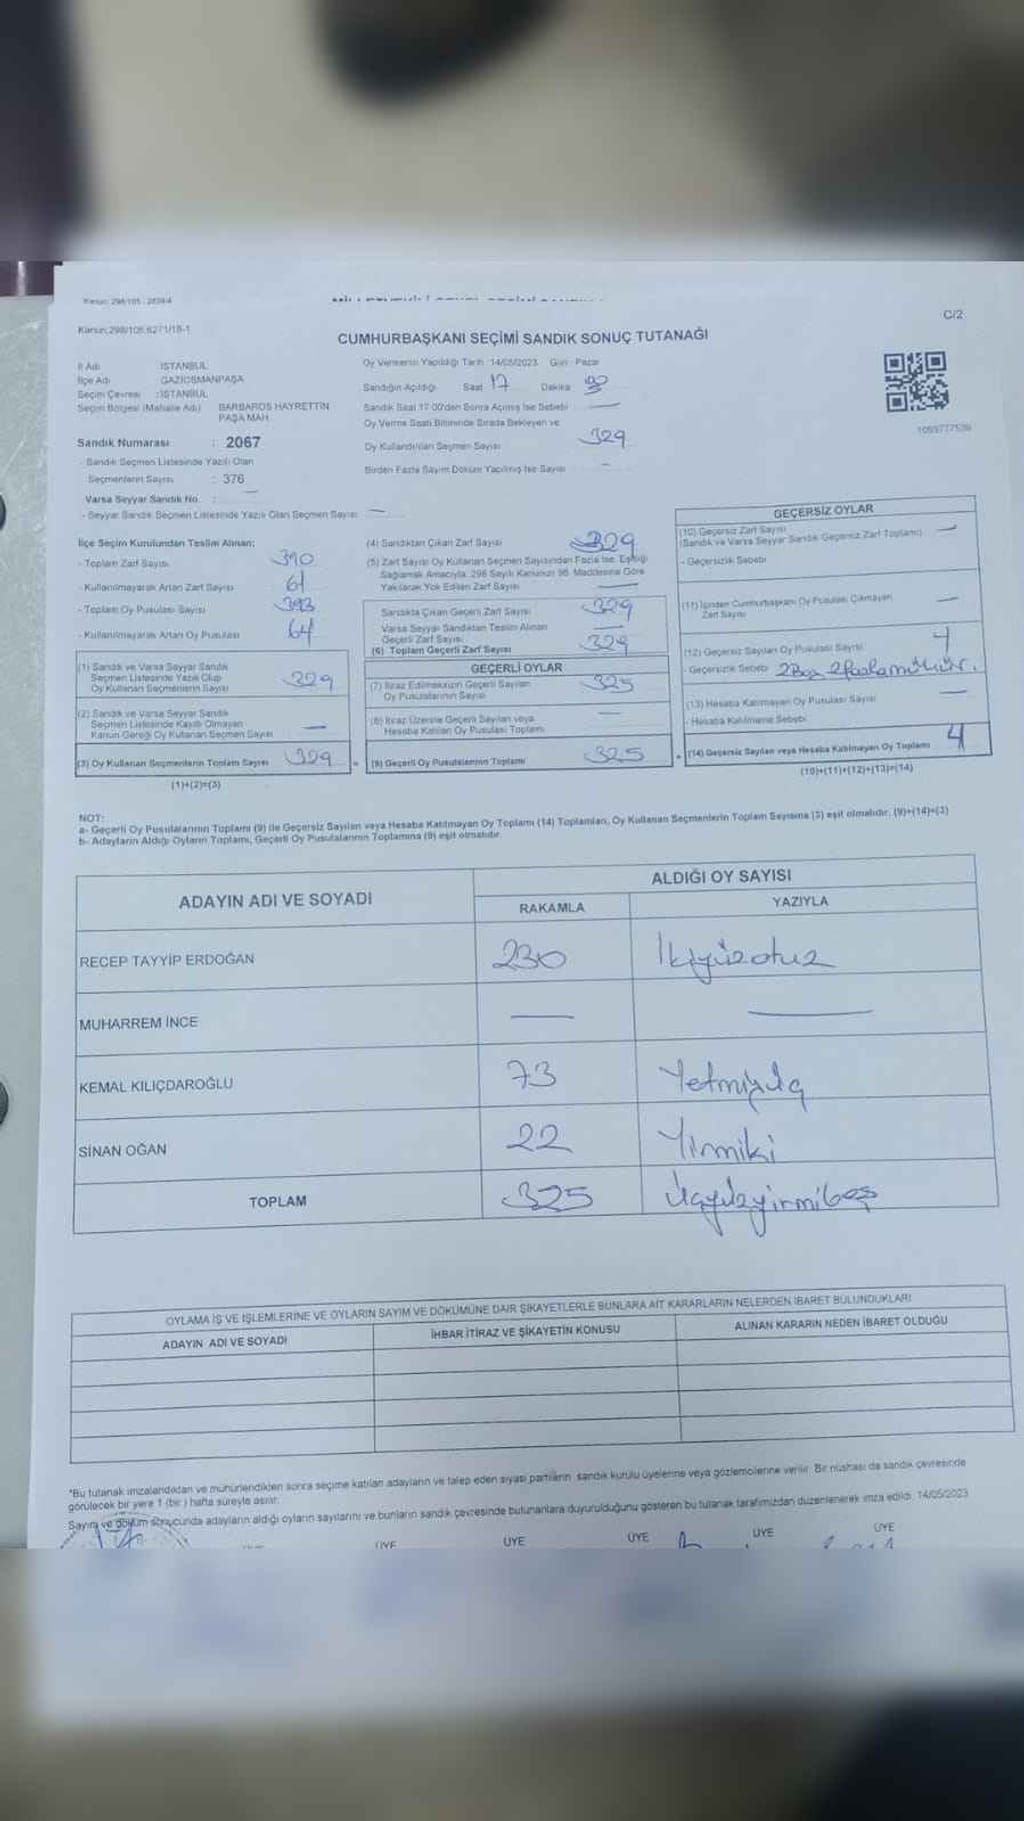 Kanun: 298/105
Kanun:298/105,6271/18-1
C/2
CUMHURBAŞKANI SEÇİMİ SANDIK SONUÇ TUTANAĞI
İl Adı : İSTANBUL
İlçe Adı : GAZİOSMANPAŞA
Seçim Çevresi : İSTANBUL
Seçim Bölgesi (Mahalle Adı) BARBAROS HAYRETTİN PAŞA MAH.
Sandık Numarası : 2067
- Sandık Seçmen Listesinde Yazılı Olan
Seçmenlerin Sayısı : 376
Varsa Seyyar Sandık No : —
- Seyyar Sandık Seçmen Listesinde Yazılı Olan Seçmen Sayısı —
Oy Vermenin Yapıldığı Tarih :14/05/2023 Gün : Pazar
Sandığın Açıldığı Saat 17 Dakika
Sandık Saat 17.00'den Sonra Açılmış İse Sebebi —
Oy Verme Saati Bitiminde Sırada Bekleyen ve
Oy Kullandırılan Seçmen Sayısı 329
Birden Fazla Sayım Döküm Yapılmış İse Sayısı —
1093777539
İlçe Seçim Kurulundan Teslim Alınan;
- Toplam Zarf Sayısı 390
- Kullanılmayarak Artan Zarf Sayısı 61
- Toplam Oy Pusulası Sayısı 393
- Kullanılmayarak Artan Oy Pusulası 64
(1) Sandık ve Varsa Seyyar Sandık
Seçmen Listesinde Yazılı Olup
Oy Kullanan Seçmenlerin Sayısı 329
(2) Sandık ve Varsa Seyyar Sandık
Seçmen Listesinde Kayıtlı Olmayan
Kanun Gereği Oy Kullanan Seçmen Sayısı —
(3) Oy Kullanan Seçmenlerin Toplam Sayısı 329
(1)+(2)=(3)
(4) Sandıktan Çıkan Zarf Sayısı 329
(5) Zarf Sayısı Oy Kullanan Seçmen Sayısından Fazla İse, Eşitliği
Sağlamak Amacıyla, 298 Sayılı Kanunun 98. Maddesine Göre
Yakılarak Yok Edilen Zarf Sayısı —
Sandıkta Çıkan Geçerli Zarf Sayısı 329
Varsa Seyyar Sandıktan Teslim Alınan
Geçerli Zarf Sayısı —
(6) Toplam Geçerli Zarf Sayısı 329
GEÇERLİ OYLAR
(7) İtiraz Edilmeksizin Geçerli Sayılan
Oy Pusulalarının Sayısı 325
(8) İtiraz Üzerine Geçerli Sayılan veya
Hesaba Katılan Oy Pusulası Toplamı —
(9) Geçerli Oy Pusulalarının Toplamı 325
GEÇERSİZ OYLAR
(10) Geçersiz Zarf Sayısı —
(Sandık ve Varsa Seyyar Sandık Geçersiz Zarf Toplamı)
- Geçersizlik Sebebi
(11) İçinden Cumhurbaşkanı Oy Pusulası Çıkmayan
Zarf Sayısı —
(12) Geçersiz Sayılan Oy Pusulası Sayısı 4
- Geçersizlik Sebebi 2 Boş 2 Fazla mühür.
(13) Hesaba Katılmayan Oy Pusulası Sayısı —
- Hesaba Katılmama Sebebi
(14) Geçersiz Sayılan veya Hesaba Katılmayan Oy Toplamı 4
(10)+(11)+(12)+(13)=(14)
NOT:
a- Geçerli Oy Pusulalarının Toplamı (9) ile Geçersiz Sayılan veya Hesaba Katılmayan Oy Toplamı (14) Toplamları, Oy Kullanan Seçmenlerin Toplam Sayısına (3) eşit olmalıdır. (9)+(14)=(3)
b- Adayların Aldığı Oyların Toplamı, Geçerli Oy Pusulalarının Toplamına (9) eşit olmalıdır.
ADAYIN ADI VE SOYADI
ALDIĞI OY SAYISI
RAKAMLA YAZIYLA
RECEP TAYYİP ERDOĞAN 230 İkiyüzotuz
MUHARREM İNCE — —
KEMAL KILIÇDAROĞLU 73 Yetmişüç
SİNAN OĞAN 22 Yirmiki
TOPLAM 325 Üçyüzyirmibeş
OYLAMA İŞ VE İŞLEMLERİNE VE OYLARIN SAYIM VE DÖKÜMÜNE DAİR ŞİKAYETLERLE BUNLARA AİT KARARLARIN NELERDEN İBARET BULUNDUKLARI
ADAYIN ADI VE SOYADI İHBAR İTİRAZ VE ŞİKAYETİN KONUSU ALINAN KARARIN NEDEN İBARET OLDUĞU
*Bu tutanak imzalandıktan ve mühürlendikten sonra seçime katılan adayların ve talep eden siyasi partilerin sandık kurulu üyelerine veya gözlemcilerine verilir. Bir nüshası da sandık çevresinde
görülecek bir yere 1 (bir) hafta süreyle asılır.
Sayım ve döküm sonucunda adayların aldığı oyların sayılarını ve bunların sandık çevresinde bulunanlara duyurulduğunu gösteren bu tutanak tarafımızdan düzenlenerek imza edildi. 14/05/2023
ÜYE ÜYE ÜYE ÜYE ÜYE